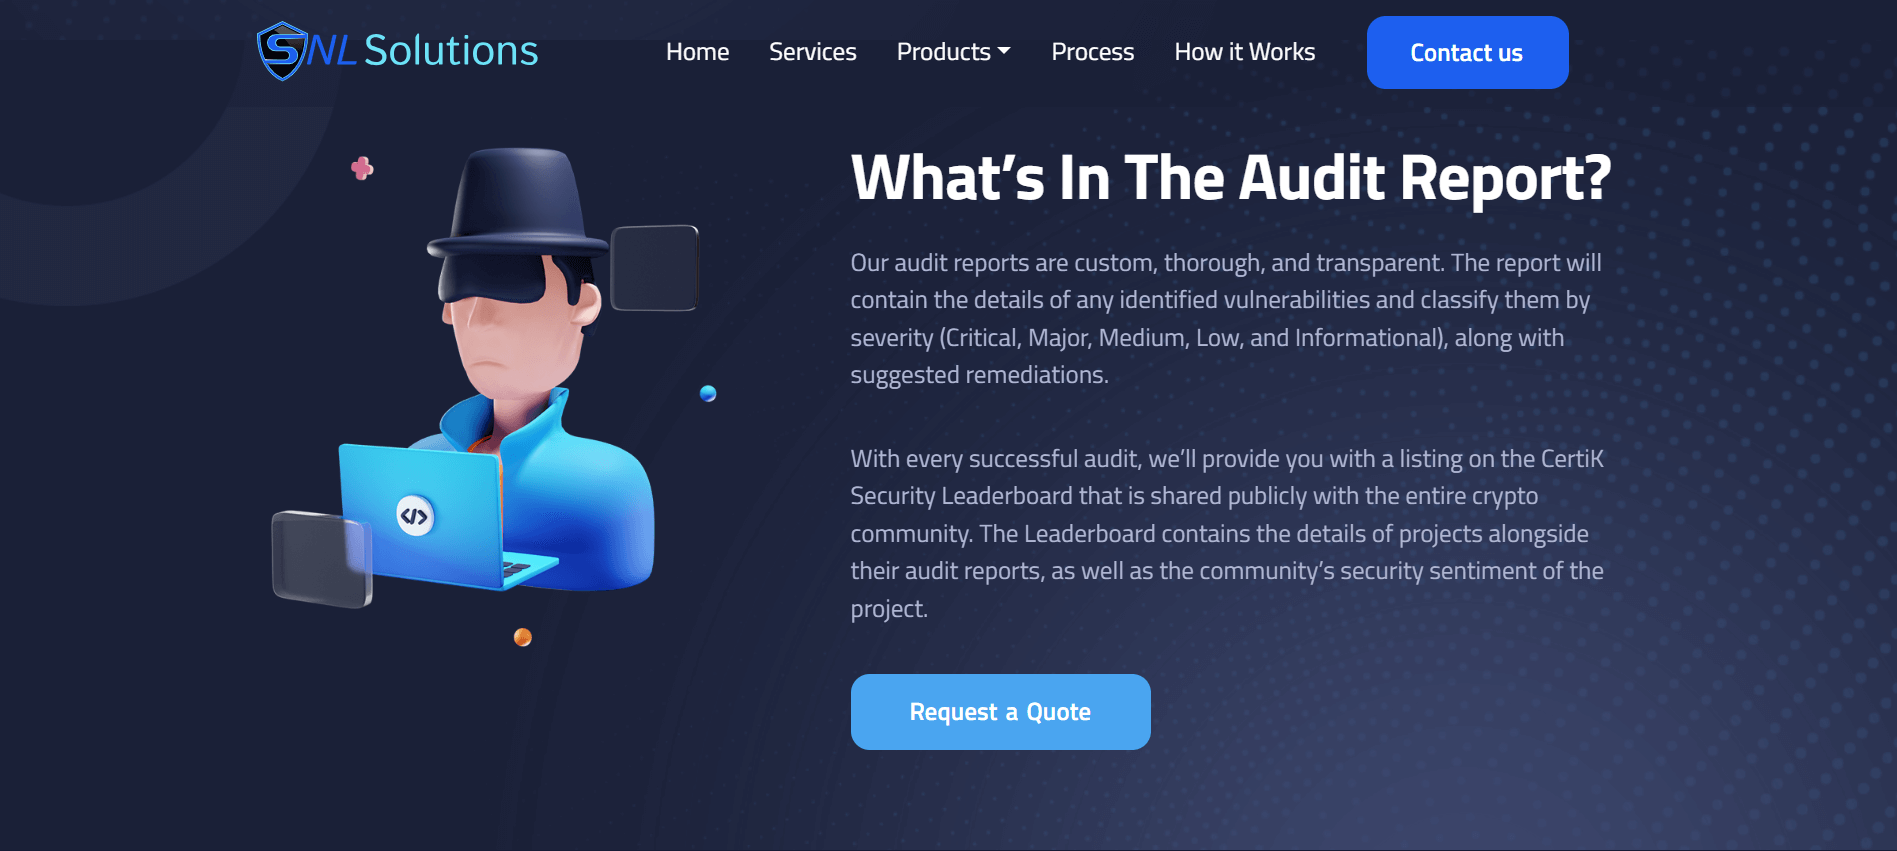 SNL Solutions
Home Services Products Process How it Works Contact us
What's In The Audit Report?
Our audit reports are custom, thorough, and transparent. The report will
contain the details of any identified vulnerabilities and classify them by
severity (Critical, Major, Medium, Low, and Informational), along with
suggested remediations.
With every successful audit, we'll provide you with a listing on the CertiK
Security Leaderboard that is shared publicly with the entire crypto
community. The Leaderboard contains the details of projects alongside
their audit reports, as well as the community's security sentiment of the
project.
</>
Request a Quote